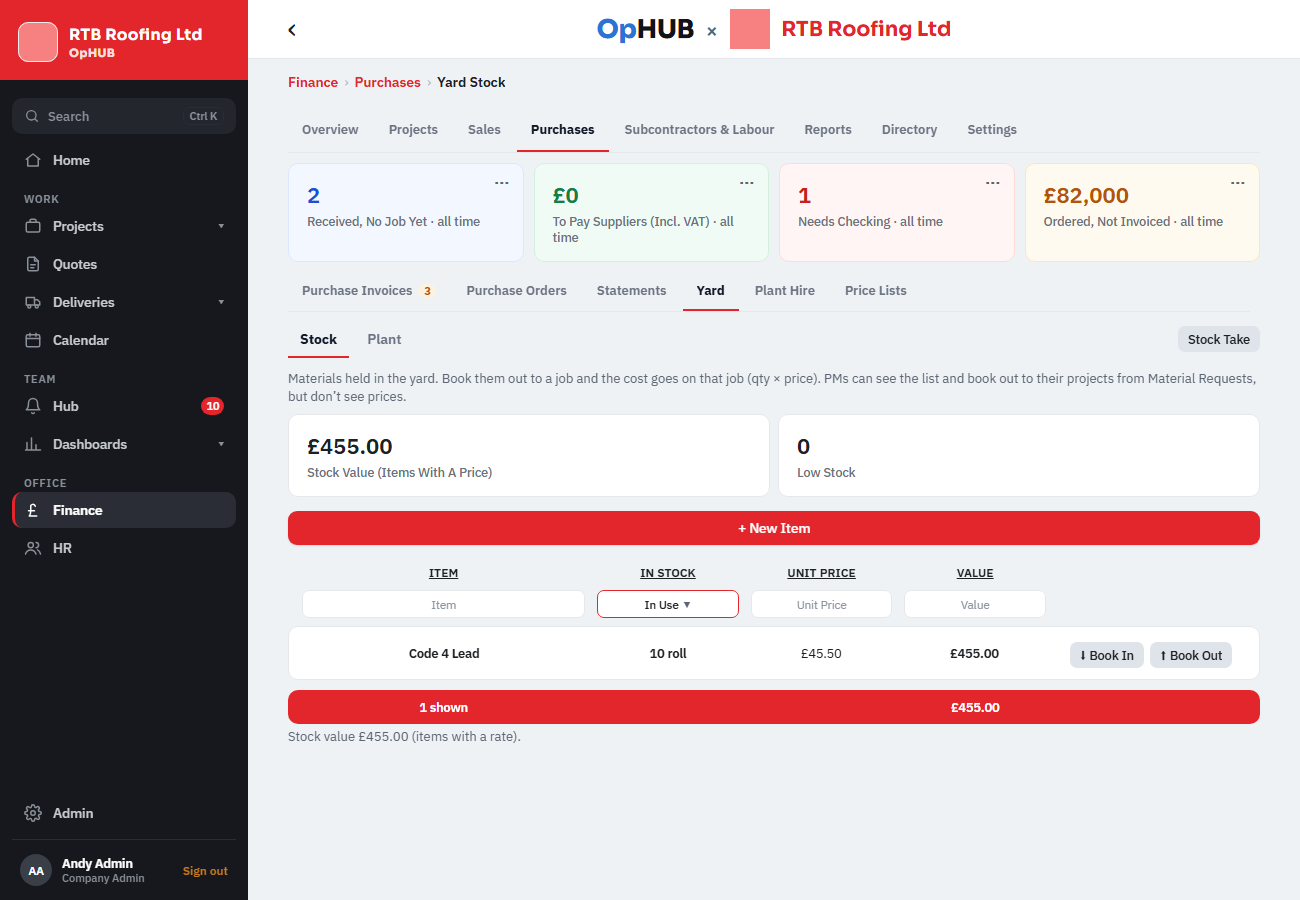 RTB Roofing Ltd
OpHUB
Search Ctrl K
Home
WORK
Projects
Quotes
Deliveries
Calendar
TEAM
Hub 10
Dashboards
OFFICE
Finance
HR
Admin
AA
Andy Admin
Company Admin
Sign out
OpHUB × RTB Roofing Ltd
Finance › Purchases › Yard Stock
Overview Projects Sales Purchases Subcontractors & Labour Reports Directory Settings
2
Received, No Job Yet · all time
£0
To Pay Suppliers (Incl. VAT) · all
time
1
Needs Checking · all time
£82,000
Ordered, Not Invoiced · all time
Purchase Invoices 3 Purchase Orders Statements Yard Plant Hire Price Lists
Stock Plant Stock Take
Materials held in the yard. Book them out to a job and the cost goes on that job (qty × price). PMs can see the list and book out to their projects from Material Requests,
but don’t see prices.
£455.00
Stock Value (Items With A Price)
0
Low Stock
+ New Item
ITEM IN STOCK UNIT PRICE VALUE
Item In Use ▼ Unit Price Value
Code 4 Lead 10 roll £45.50 £455.00 ⬇ Book In ⬆ Book Out
1 shown £455.00
Stock value £455.00 (items with a rate).